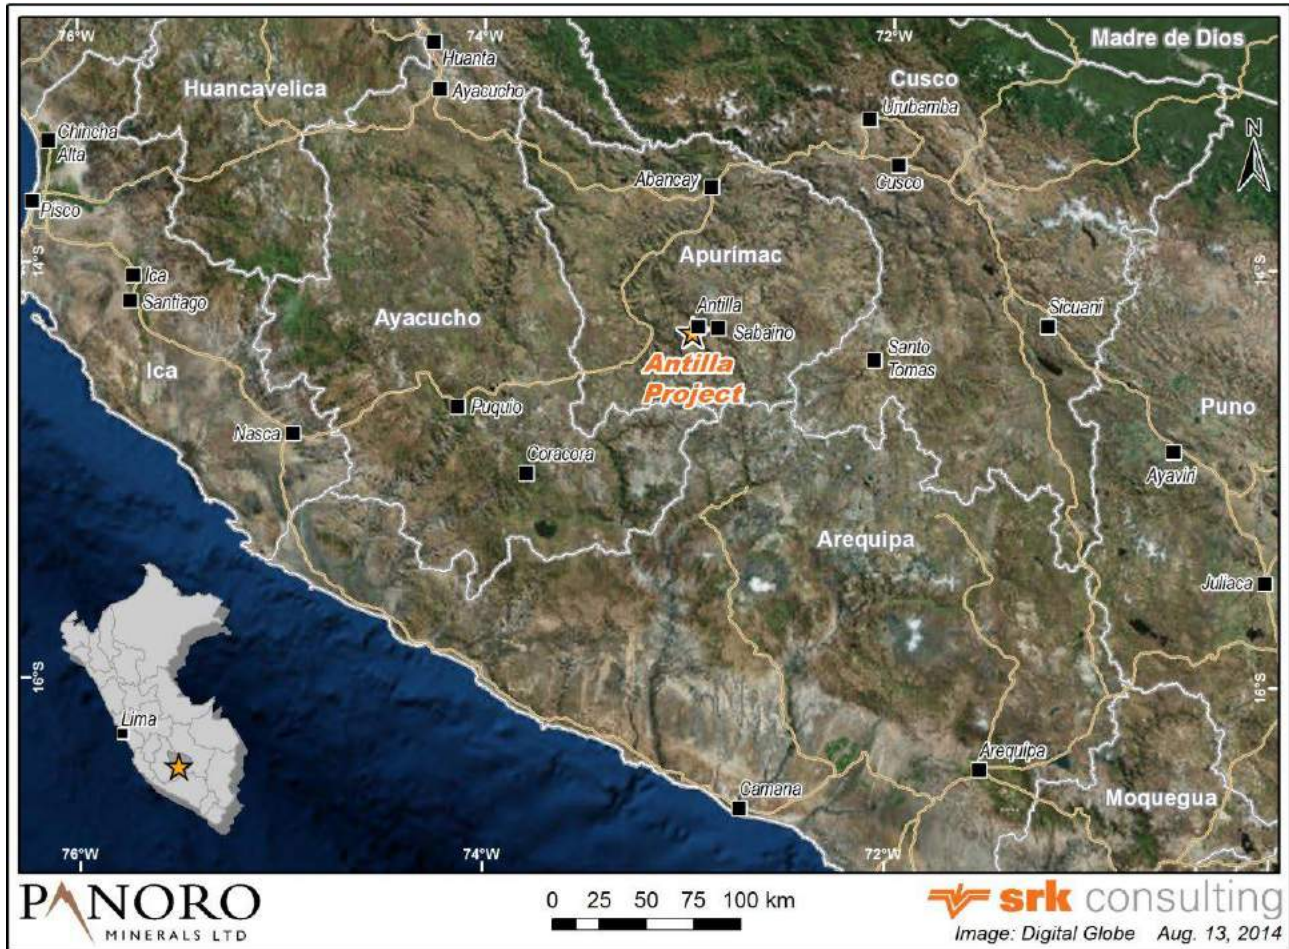 76°W
74°W
72°W
Madre de Dios
Huanta
Cusco
Huancavelica
Ayacucho
Urubamba
Chincha
Alta
N
Cusco
Abancay
Pisco
14°S
Apurímac
14°S
Ica
Santiago
Antilla
Sicuani
Ayacucho
Sabaino
Santo
Tomas
Ica
Antilla
Project
Puquio
Puno
Nasca
Coracora
Ayaviri
Arequipa
Juliaca
16°S
16°S
Lima
Arequipa
Camana
Moquegua
76°W
74°W
72°W
PANORO
MINERALS LTD
0 25 50 75 100 km
srk consulting
Image: Digital Globe Aug. 13, 2014